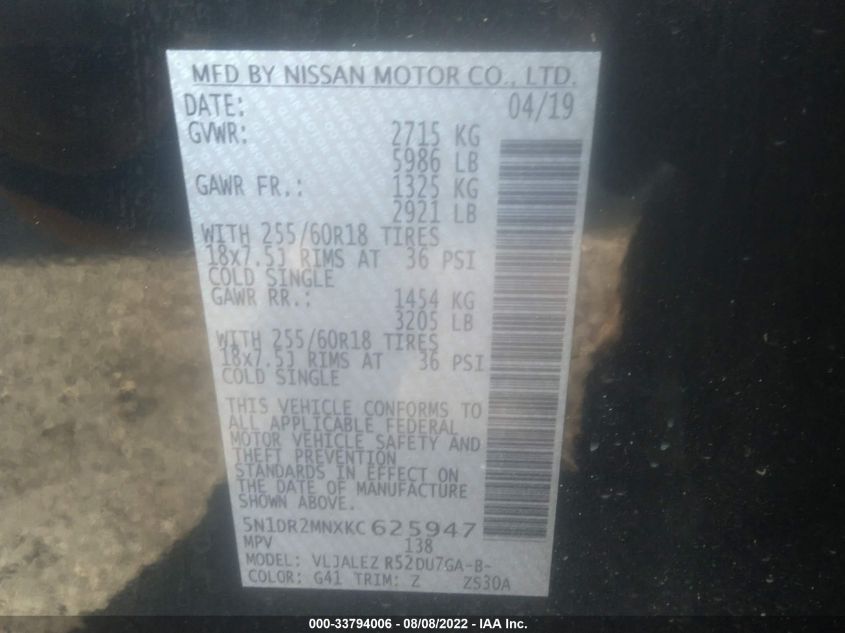 MFD BY NISSAN MOTOR CO., LTD.
DATE: 04/19
GVWR: 2715 KG
5986 LB
GAWR FR.: 1325 KG
2921 LB
WITH 255/60R18 TIRES
18x7.5J RIMS AT 36 PSI
COLD SINGLE
GAWR RR.: 1454 KG
3205 LB
WITH 255/60R18 TIRES
18x7.5J RIMS AT 36 PSI
COLD SINGLE
THIS VEHICLE CONFORMS TO
ALL APPLICABLE FEDERAL
MOTOR VEHICLE SAFETY AND
THEFT PREVENTION
STANDARDS IN EFFECT ON
THE DATE OF MANUFACTURE
SHOWN ABOVE.
5N1DR2MNXKC625947
MPV 138
MODEL: VLJALEZ R52DU7GA-B-
COLOR: G41 TRIM: Z ZS30A
000-33794006 - 08/08/2022 - IAA Inc.